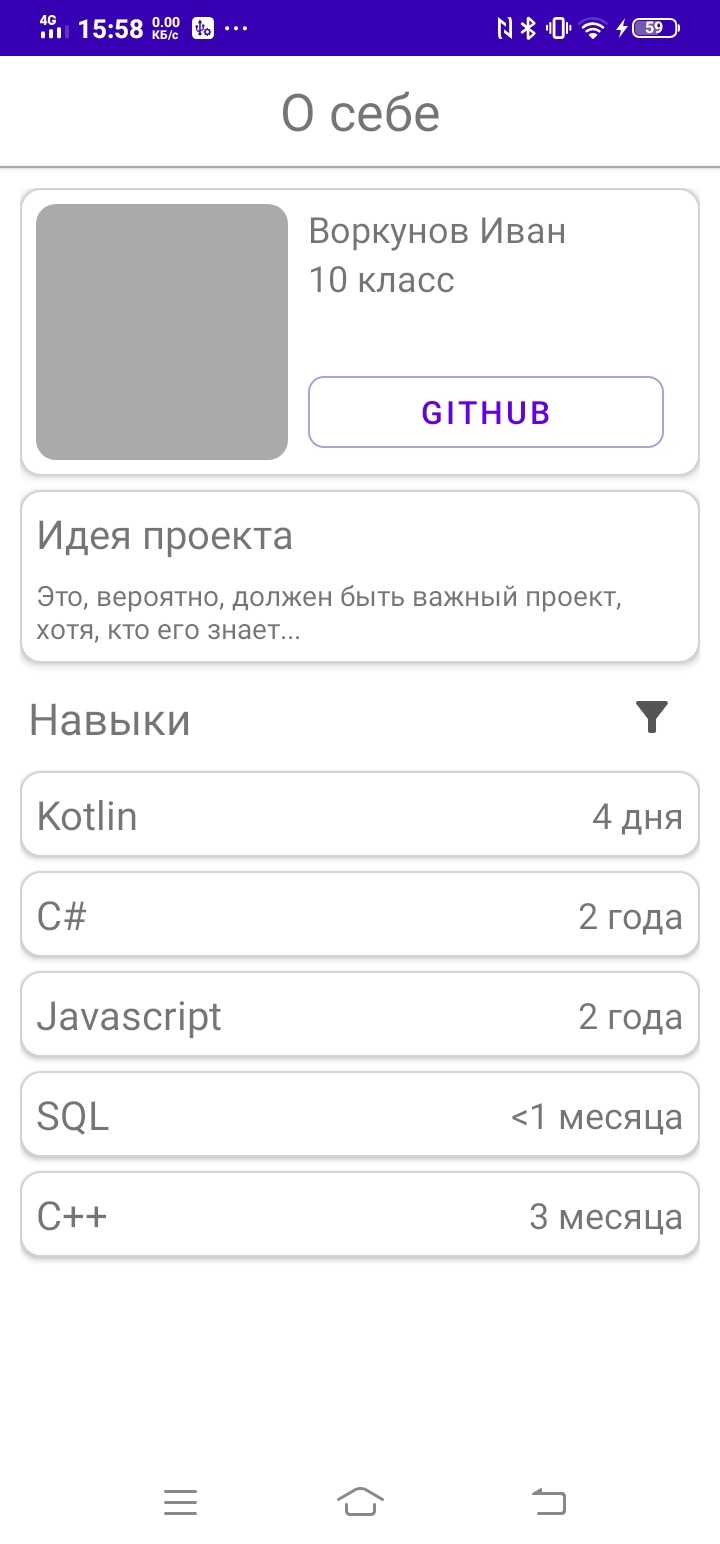 4G 15:58 0.00 КБ/с 59
О себе
Воркунов Иван
10 класс
GITHUB
Идея проекта
Это, вероятно, должен быть важный проект,
хотя, кто его знает...
Навыки
Kotlin 4 дня
C# 2 года
Javascript 2 года
SQL <1 месяца
C++ 3 месяца